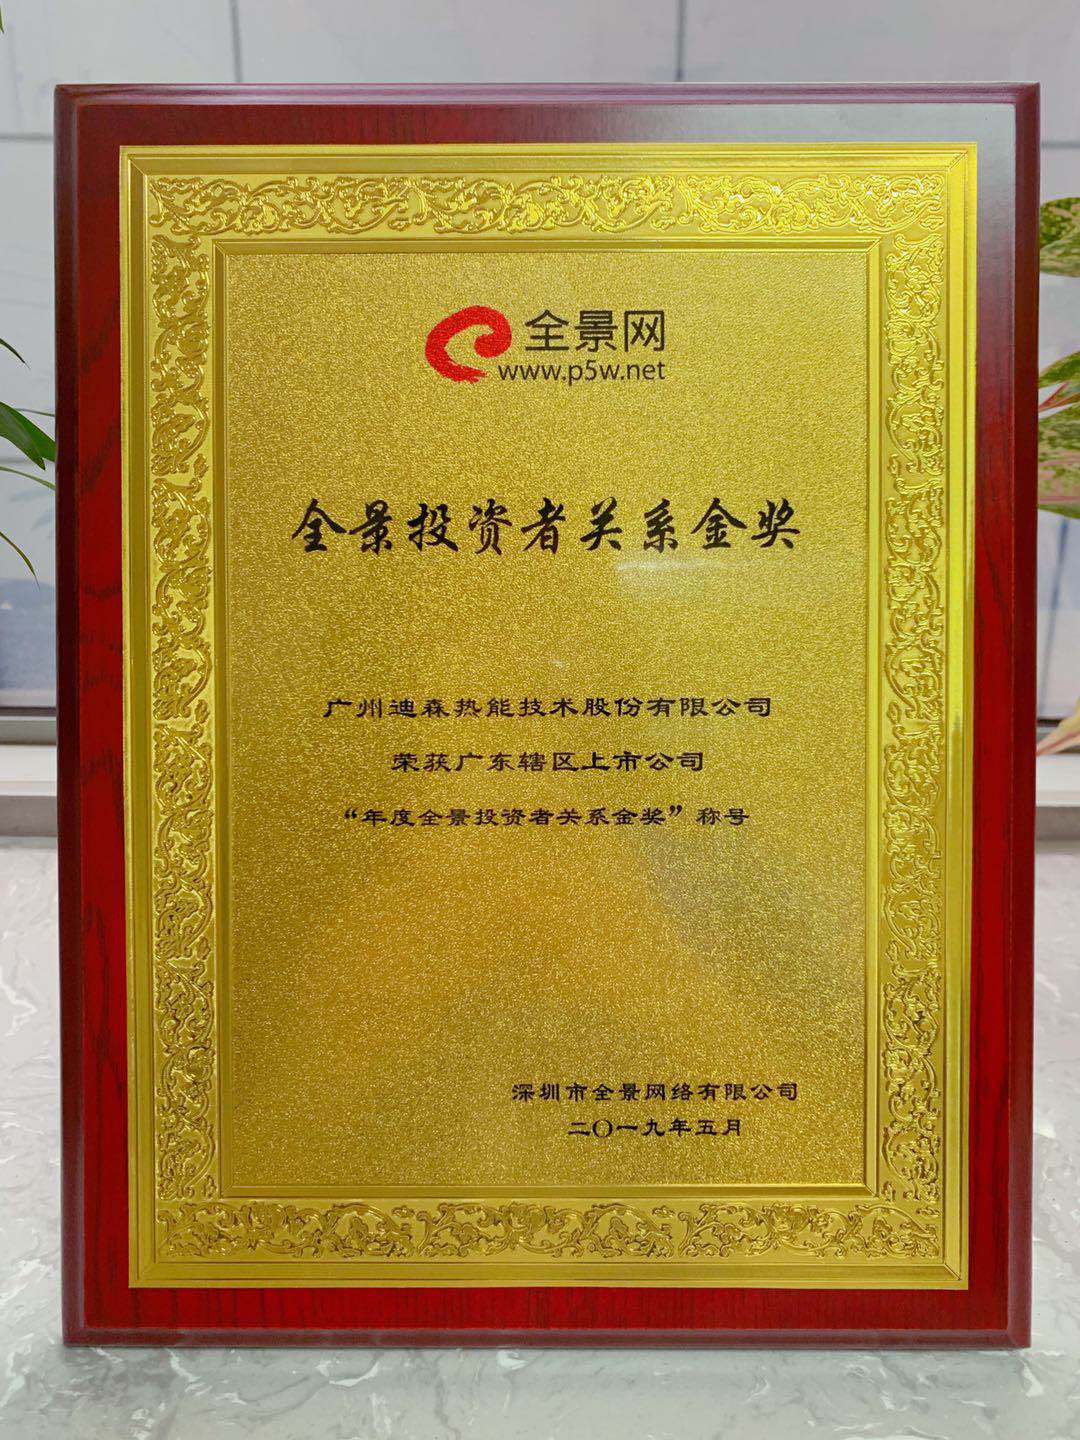 全景网
www.p5w.net
全景投资者关系金奖
广州迪森热能技术股份有限公司
荣获广东辖区上市公司
“年度全景投资者关系金奖”称号
深圳市全景网络有限公司
二〇一九年五月